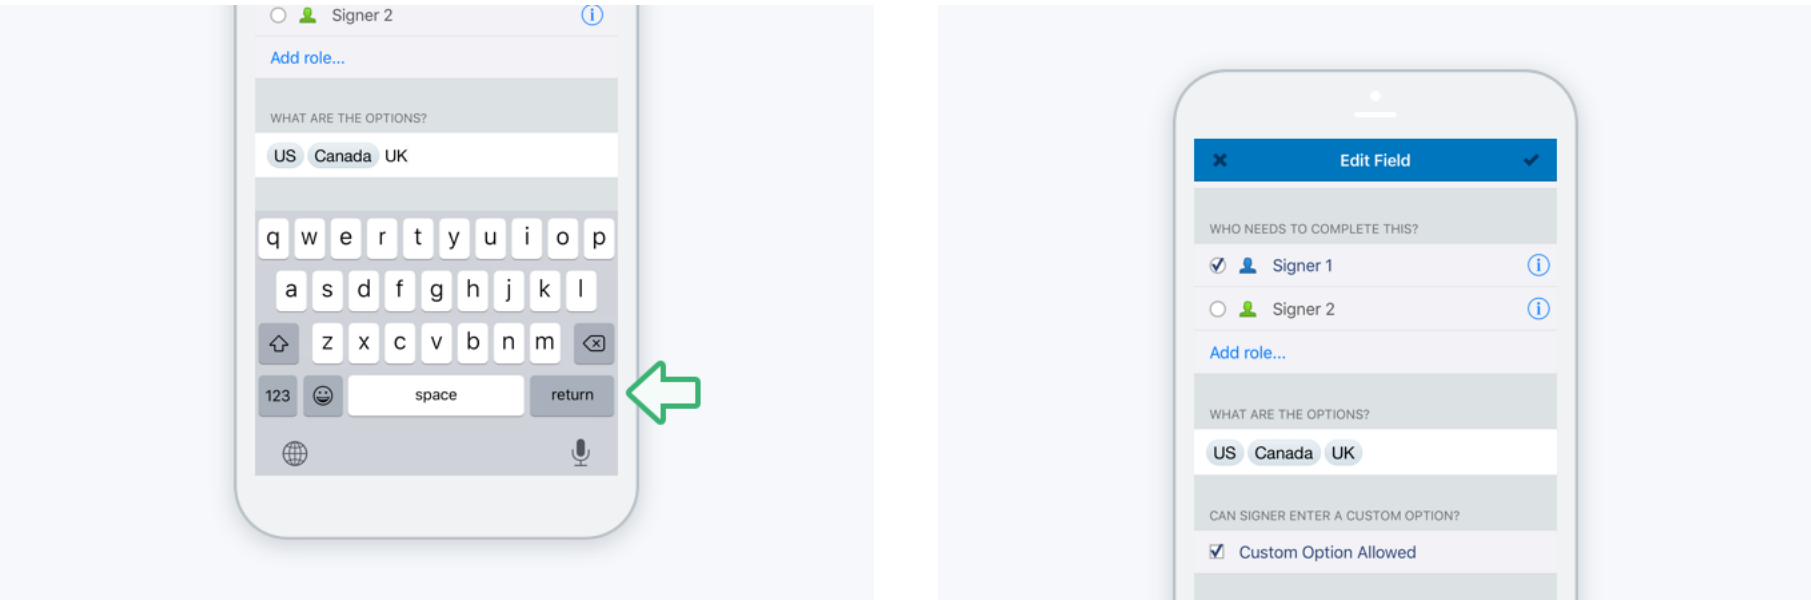 Signer 2
Add role...
WHAT ARE THE OPTIONS?
US Canada UK
q w e r t y u i o p
a s d f g h j k l
z x c v b n m
123 space return
Edit Field
WHO NEEDS TO COMPLETE THIS?
Signer 1
Signer 2
Add role...
WHAT ARE THE OPTIONS?
US Canada UK
CAN SIGNER ENTER A CUSTOM OPTION?
Custom Option Allowed